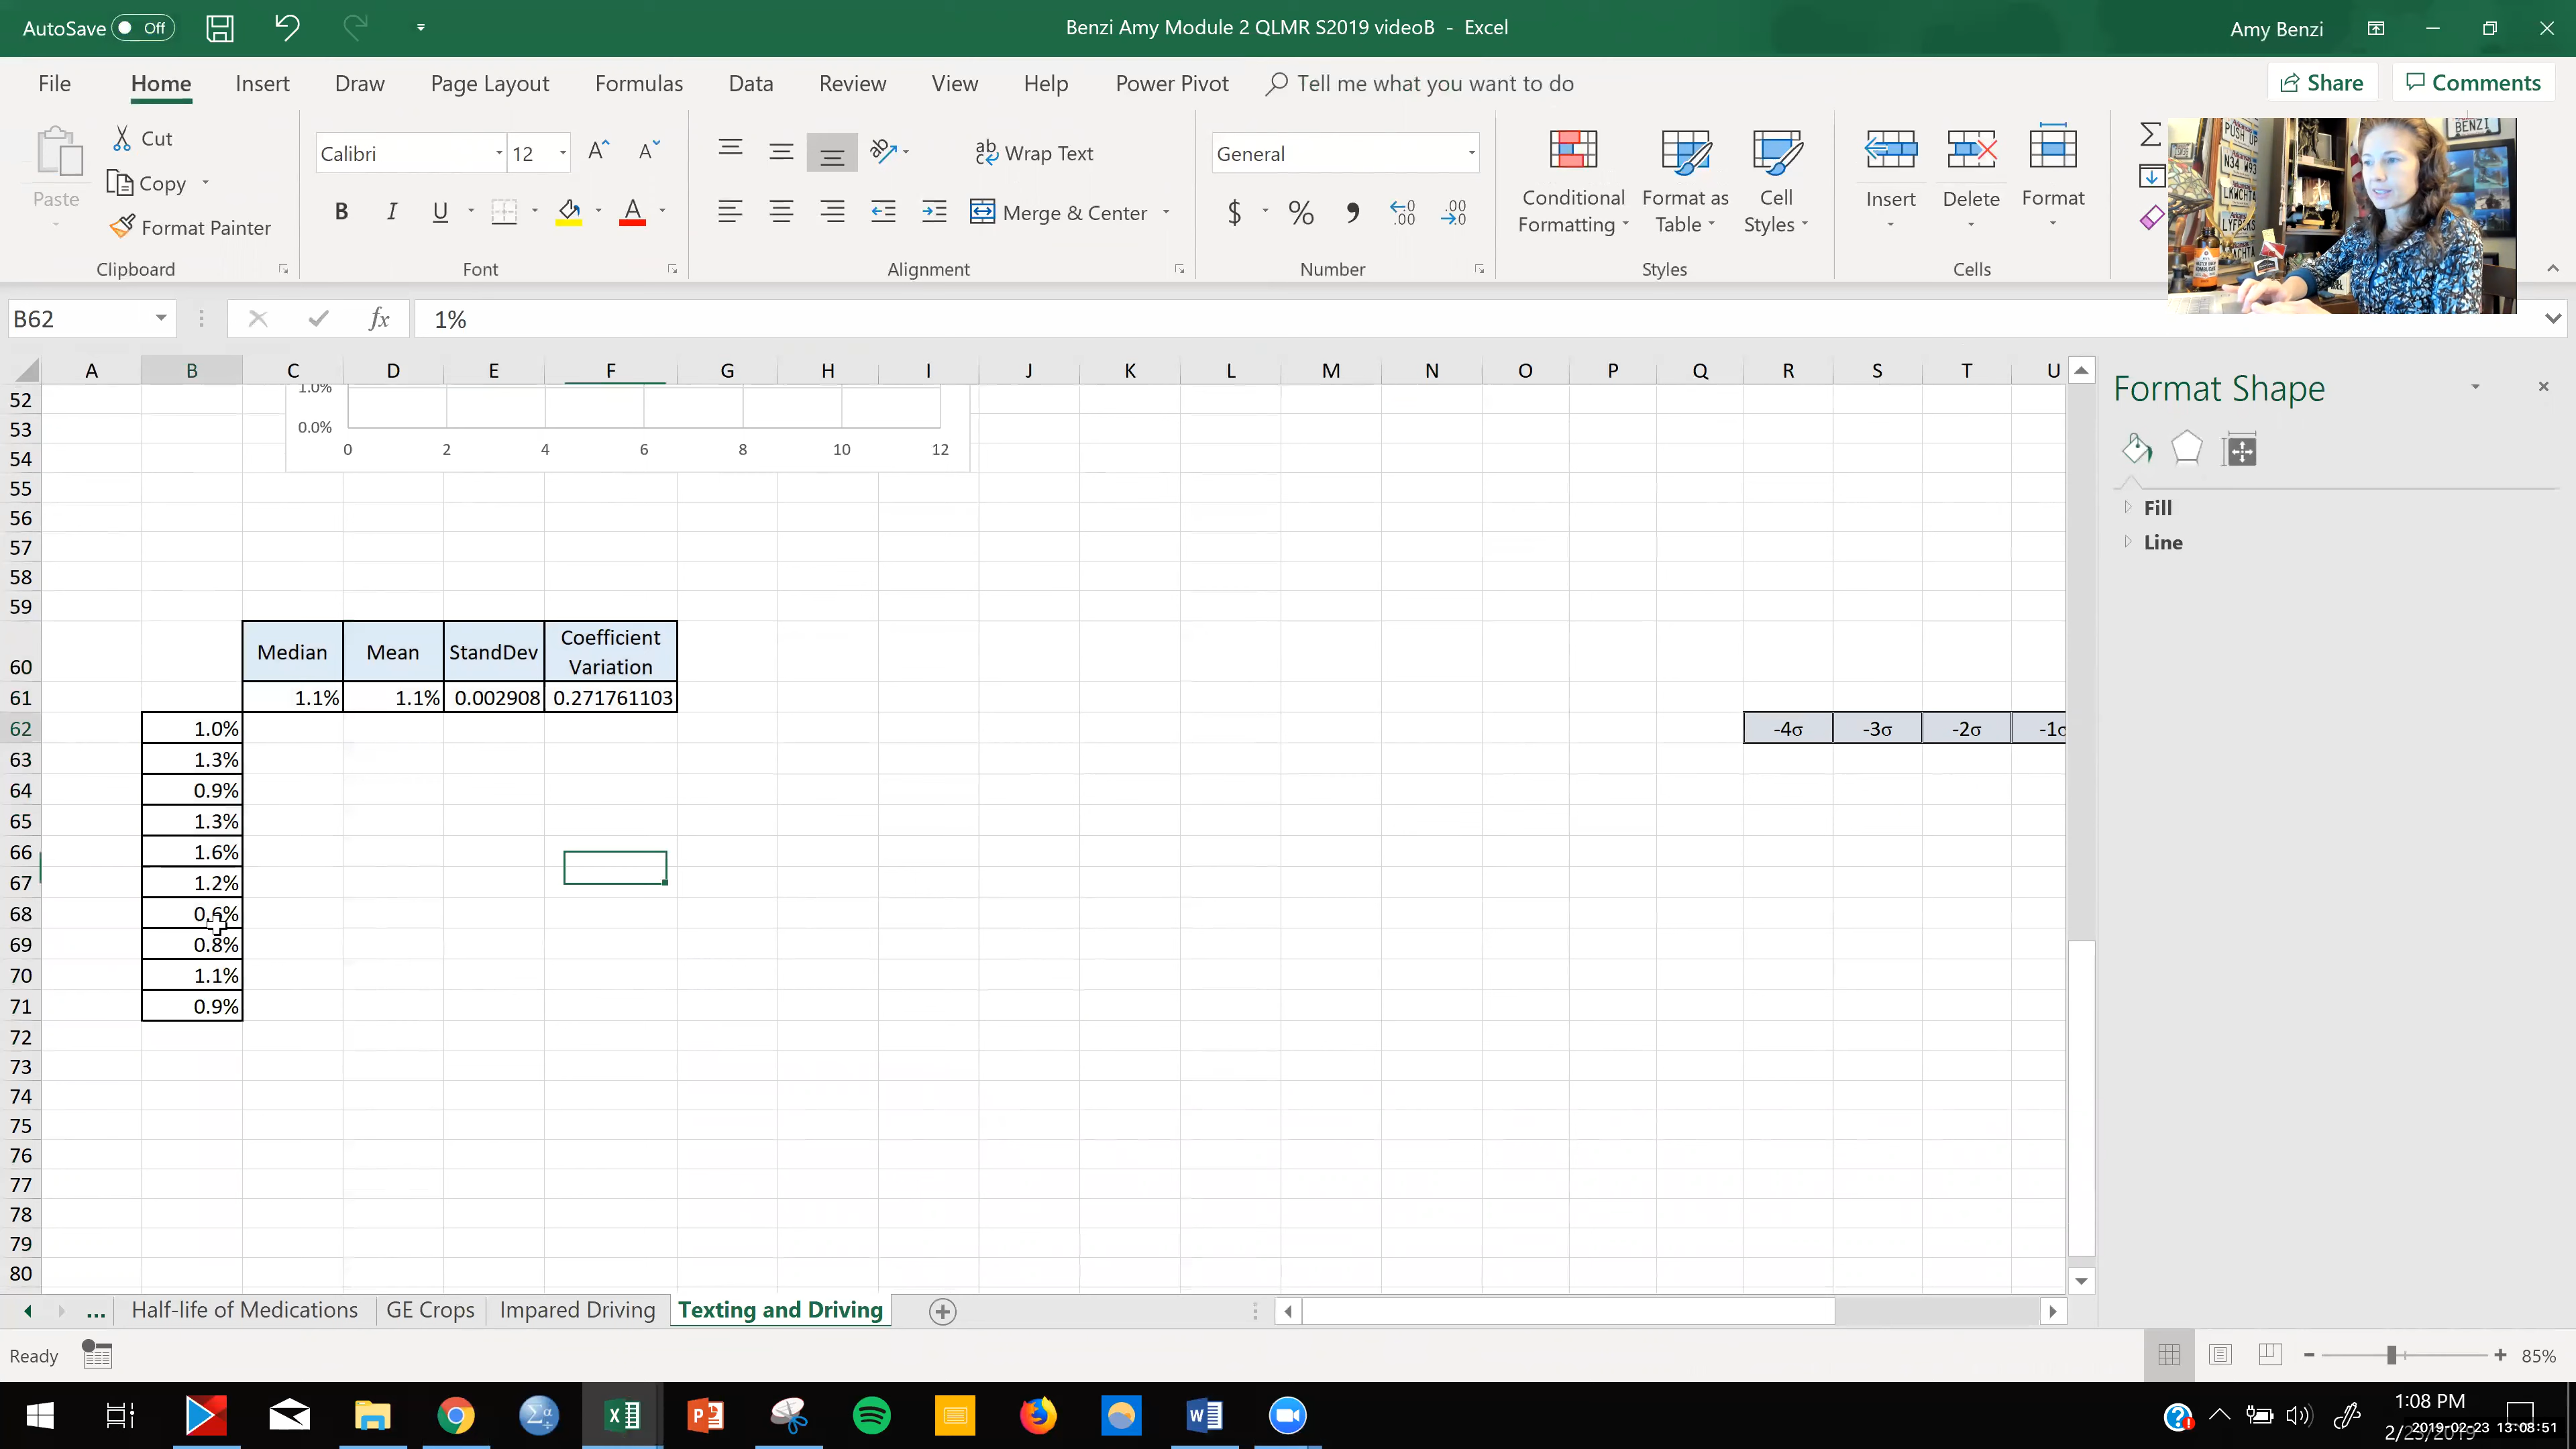 AutoSave Off
Benzi Amy Module 2 QLMR S2019 videoB - Excel
Amy Benzi
File Home Insert Draw Page Layout Formulas Data Review View Help Power Pivot Tell me what you want to do
Share Comments
Paste
Cut
Copy
Format Painter
Clipboard
Calibri 12
B I U A
Font
ab Wrap Text
Merge & Center
Alignment
General
$ % , .00
Number
Conditional Formatting
Format as Table
Cell Styles
Styles
Insert
Delete
Format
Cells
PUSH UP
N34 W93
BENZI
B62 fx 1%
A B C D E F G H I J K L M N O P Q R S T U
52 1.0%
53 0.0%
54 0 2 4 6 8 10 12
55
56
57
58
59
60 Median Mean StandDev Coefficient Variation
61 1.1% 1.1% 0.002908 0.271761103
62 1.0% -4σ -3σ -2σ -1σ
63 1.3%
64 0.9%
65 1.3%
66 1.6%
67 1.2%
68 0.6%
69 0.8%
70 1.1%
71 0.9%
72
73
74
75
76
77
78
79
80
Format Shape
Fill
Line
... Half-life of Medications GE Crops Impared Driving Texting and Driving
Ready
85%
1:08 PM
2019-02-23 13:08:51